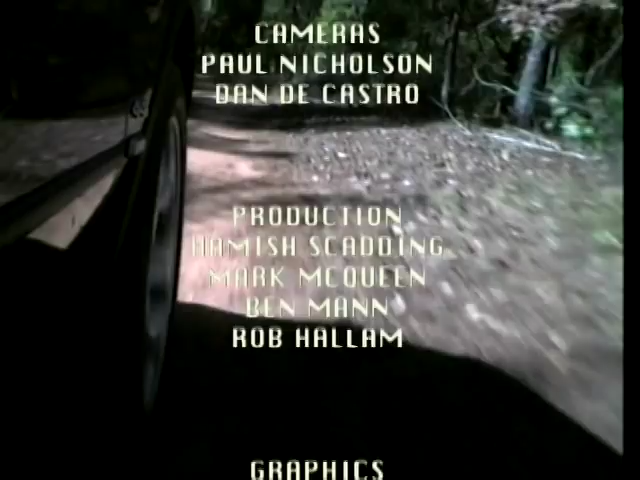 CAMERAS
PAUL NICHOLSON
DAN DE CASTRO
PRODUCTION
HAMISH SCADDING
MARK MCQUEEN
BEN MANN
ROB HALLAM
GRAPHICS